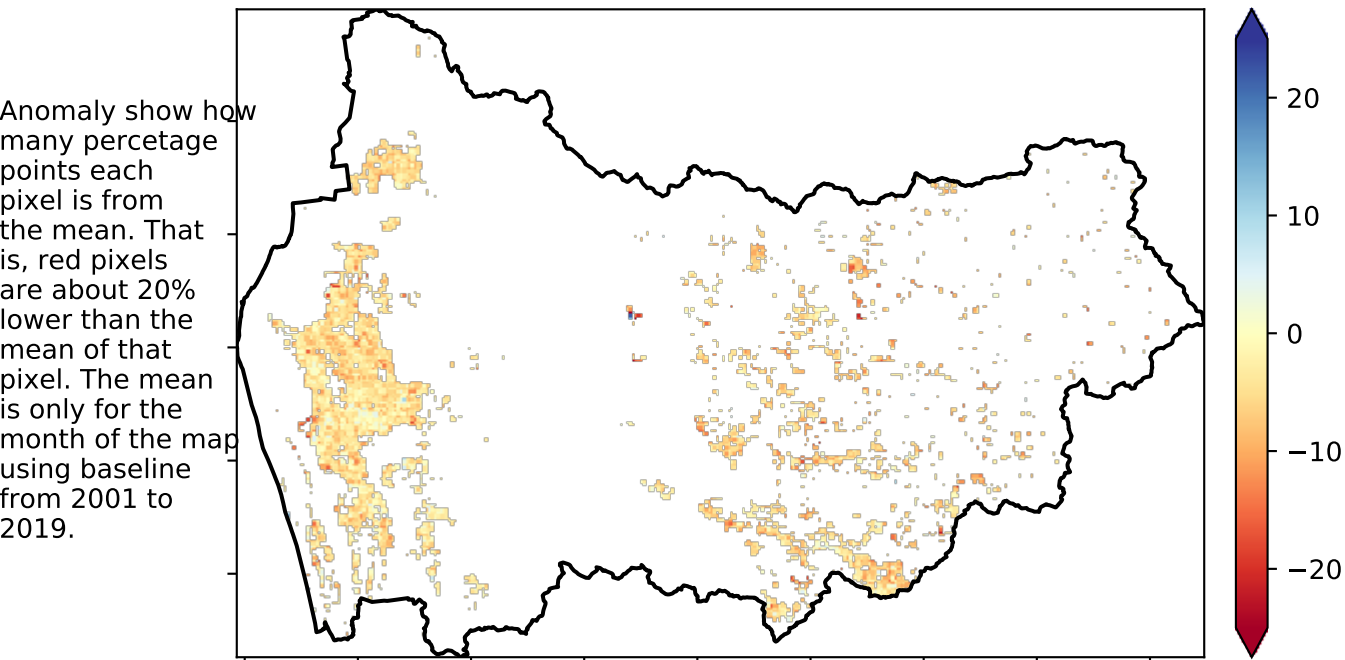 Anomaly show how
many percetage
points each
pixel is from
the mean. That
is, red pixels
are about 20%
lower than the
mean of that
pixel. The mean
is only for the
month of the map
using baseline
from 2001 to
2019.
20
10
0
−10
−20